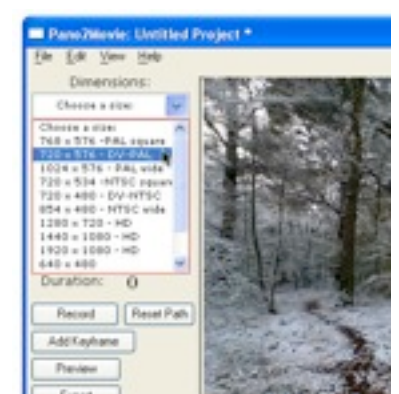 Pano2Movie: Untitled Project *
File Edit View Help
Dimensions:
Choose a size:
Choose a size:
768 x 576 -PAL square
720 x 576 - DV-PAL
1024 x 576 - PAL wide
720 x 534 -NTSC square
720 x 480 - DV-NTSC
854 x 480 - NTSC wide
1280 x 720 - HD
1440 x 1080 - HD
1920 x 1080 - HD
640 x 480
Duration: 0
Record Reset Path
Add Keyframe
Preview
Export